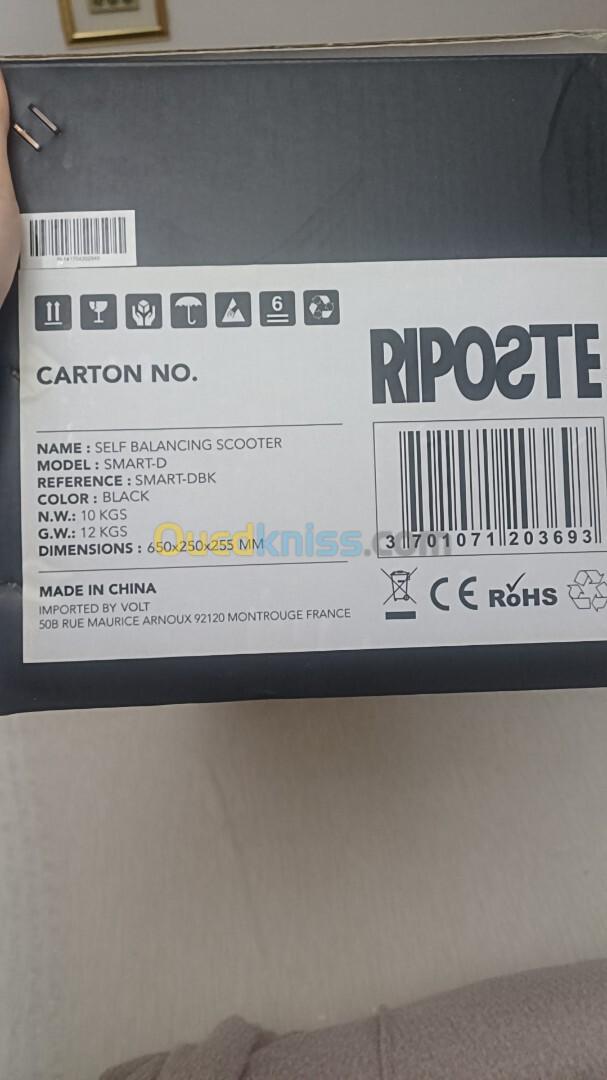 6
CARTON NO.
RIPOSTE
NAME : SELF BALANCING SCOOTER
MODEL : SMART-D
REFERENCE : SMART-DBK
COLOR : BLACK
N.W.: 10 KGS
G.W.: 12 KGS
DIMENSIONS : 650x250x255 MM
Ouedkniss.com
3 701071 203693
MADE IN CHINA
IMPORTED BY VOLT
50B RUE MAURICE ARNOUX 92120 MONTROUGE FRANCE
CE RoHS